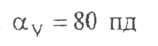 αᵥ = 80 пд